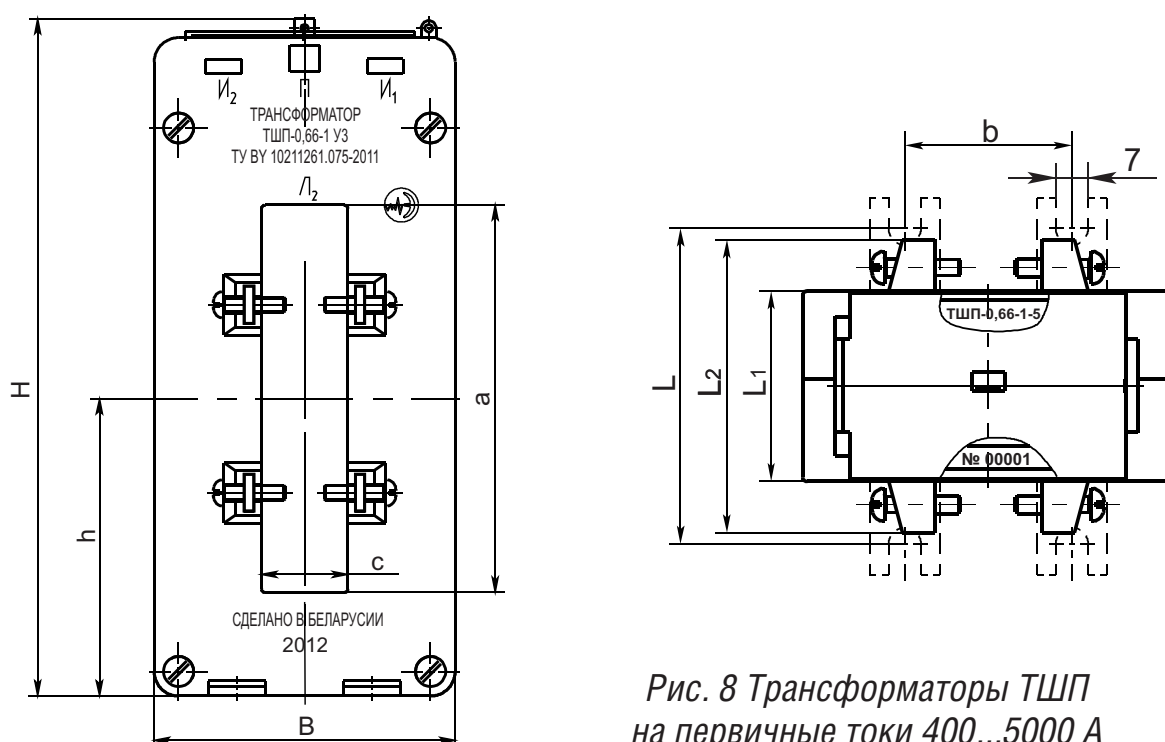 И₂ П И₁
ТРАНСФОРМАТОР
ТШП-0,66-1 У3
ТУ BY 10211261.075-2011
Л₂
H
h
a
c
СДЕЛАНО В БЕЛАРУСИИ
2012
B
b
7
L
L2
L1
ТШП-0,66-1-5
№ 00001
Рис. 8 Трансформаторы ТШП
на первичные токи 400...5000 А